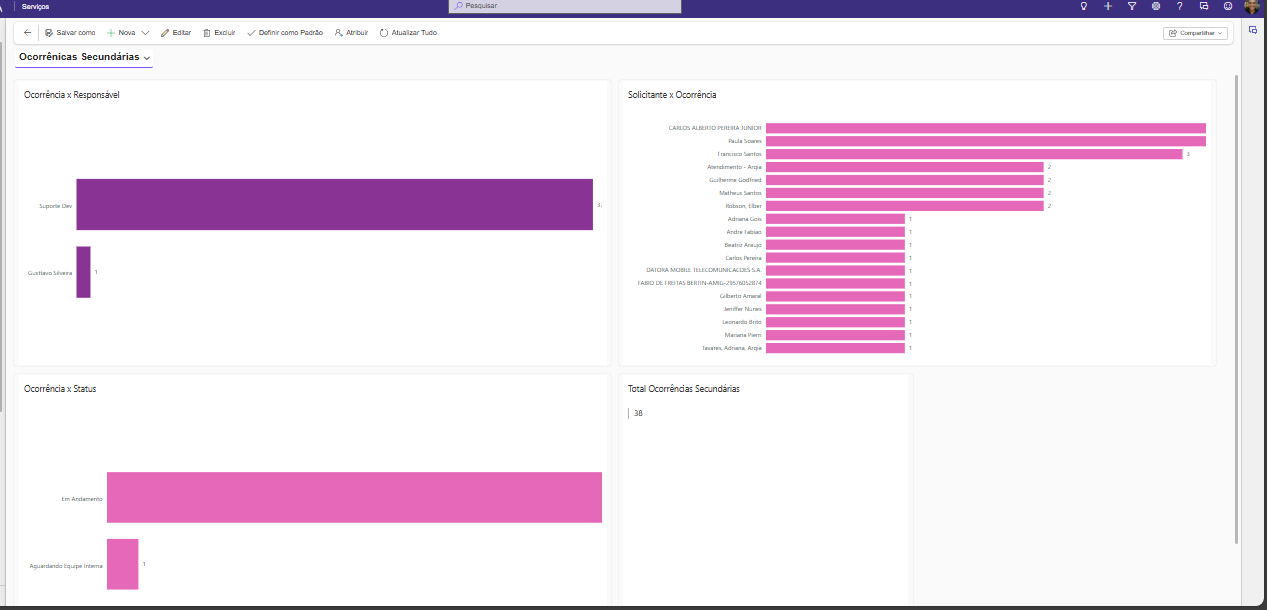 Serviços
Pesquisar
Salvar como
Nova
Editar
Excluir
Definir como Padrão
Atribuir
Atualizar Tudo
Compartilhar
Ocorrênicas Secundárias
Ocorrência x Responsável
Suporte Dev
3
Gusttavo Silveira
1
Solicitante x Ocorrência
CARLOS ALBERTO PEREIRA JUNIOR
Paula Soares
Francisco Santos
3
Atendimento - Arqia
2
Guilherme Godfried
2
Matheus Santos
2
Robson, Elber
2
Adriana Gois
1
Andre Fabiao
1
Beatriz Araujo
1
Carlos Pereira
1
DATORA MOBILE TELECOMUNICACOES S.A.
1
FABIO DE FREITAS BERTIN-AMIG-29576052874
1
Gilberto Amaral
1
Jeniffer Nunes
1
Leonardo Brito
1
Mariana Pierri
1
Tavares, Adriana, Arqia
1
Ocorrência x Status
Em Andamento
Aguardando Equipe Interna
1
Total Ocorrências Secundárias
38